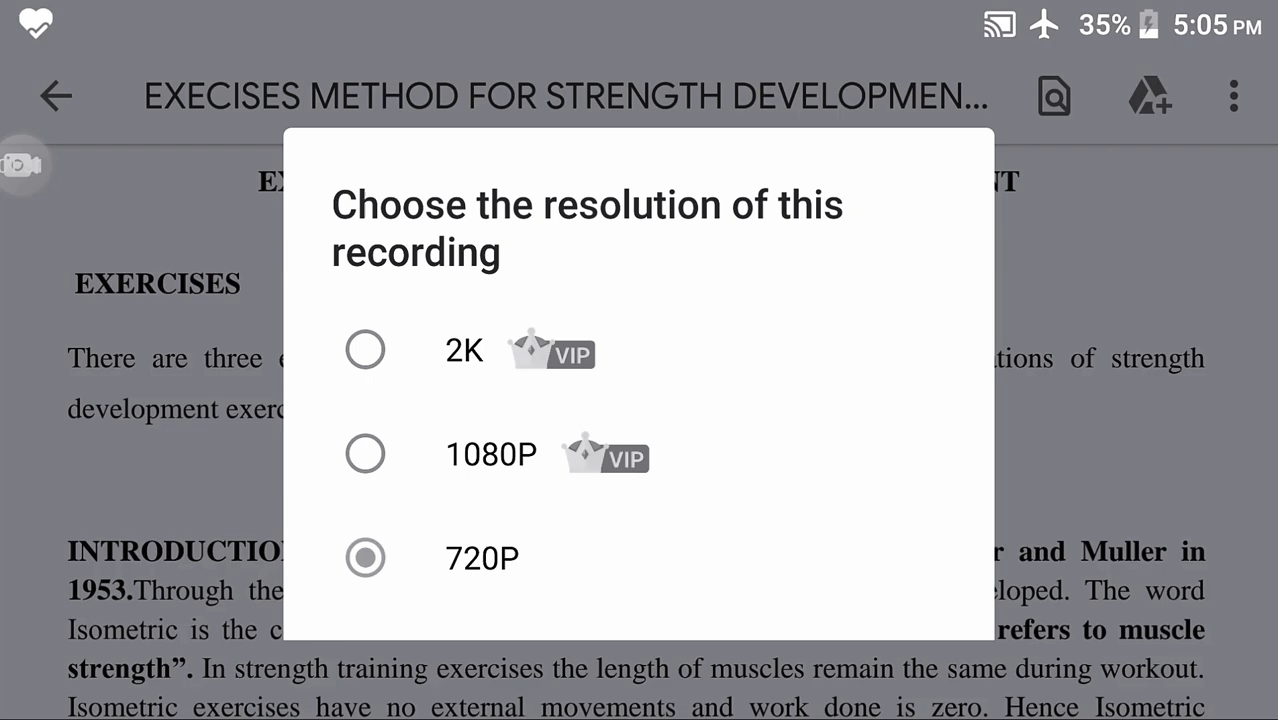 35% 5:05 PM
EXECISES METHOD FOR STRENGTH DEVELOPMEN...
Choose the resolution of this
recording
2K VIP
1080P VIP
720P
EXERCISES
There are three tions of strength
development exerc
INTRODUCTIO r and Muller in
1953.Through the eloped. The word
Isometric is the c refers to muscle
strength”. In strength training exercises the length of muscles remain the same during workout.
Isometric exercises have no external movements and work done is zero. Hence Isometric